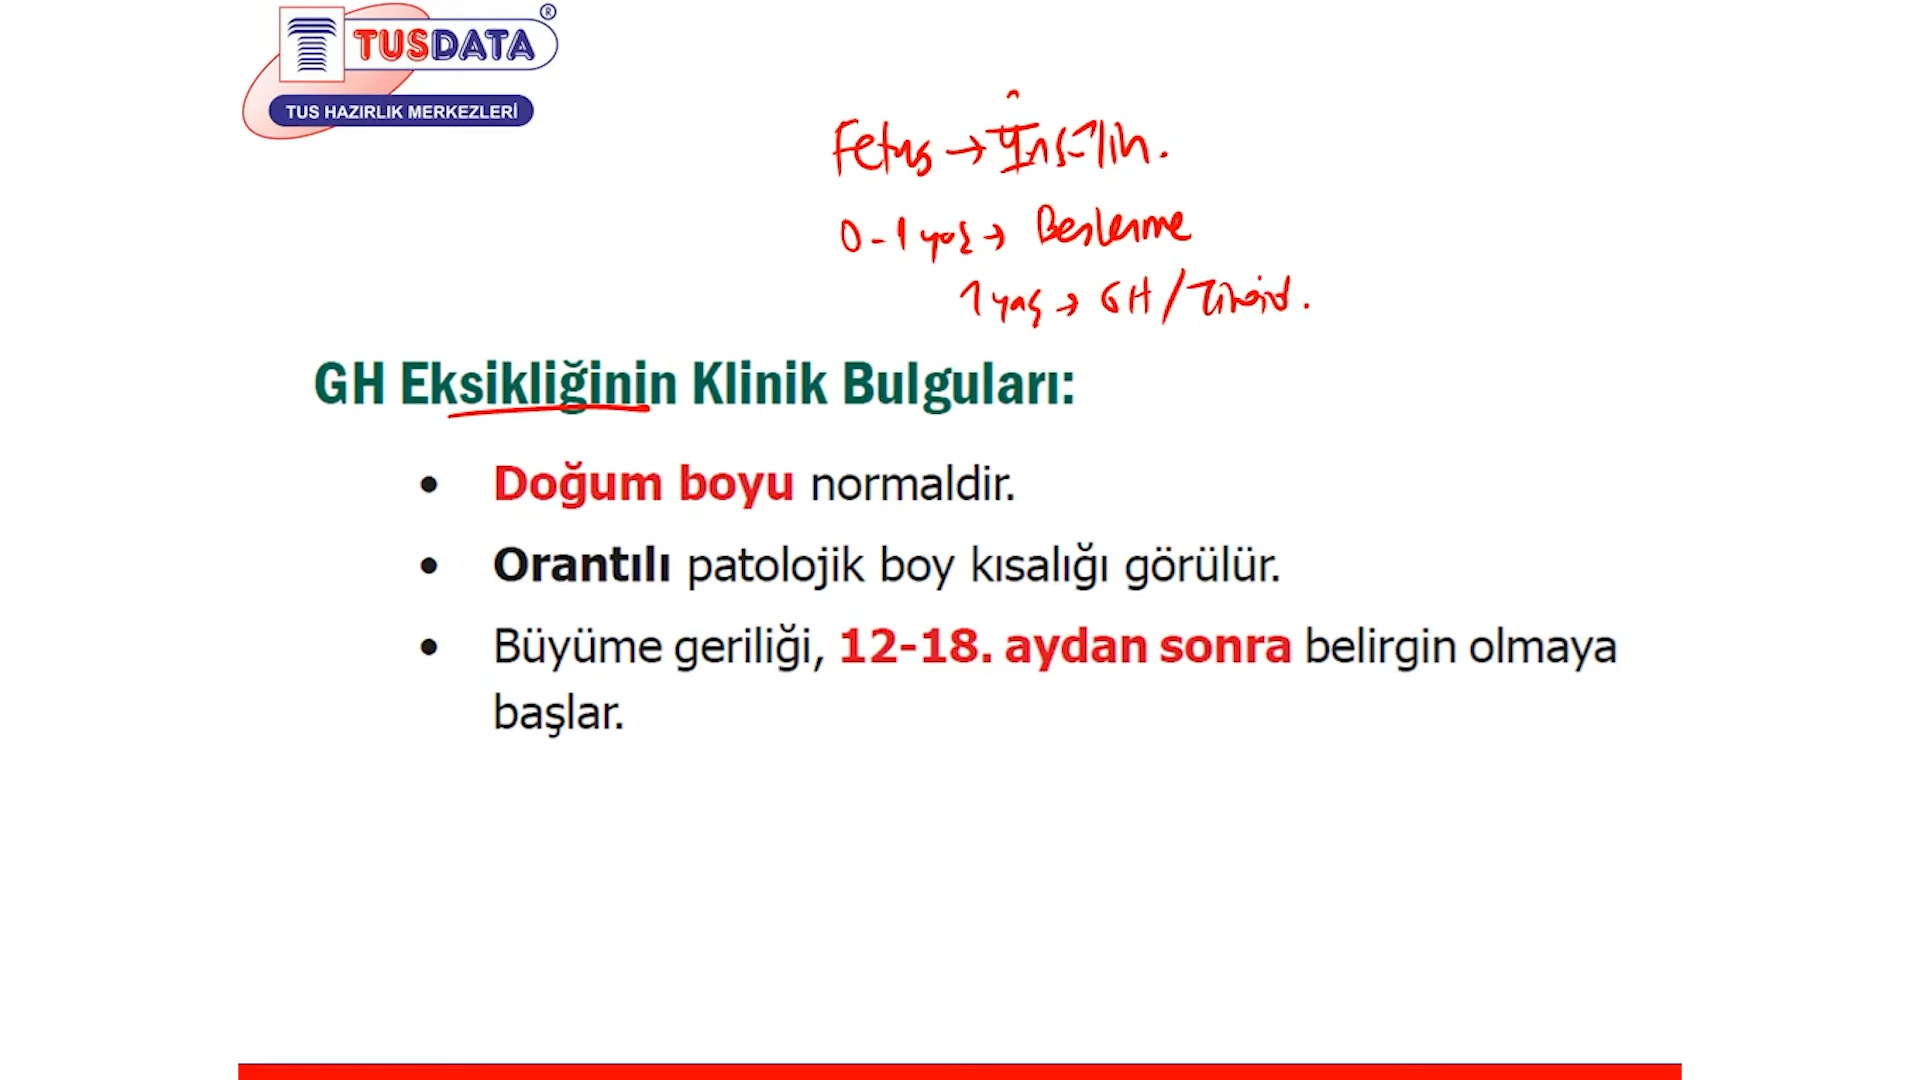 TUSDATA®
TUS HAZIRLIK MERKEZLERİ
Fetus → İnsülin.
0-1 yaş → Beslenme
1 yaş → GH / Tiroid.
GH Eksikliğinin Klinik Bulguları:
• Doğum boyu normaldir.
• Orantılı patolojik boy kısalığı görülür.
• Büyüme geriliği, 12-18. aydan sonra belirgin olmaya
başlar.